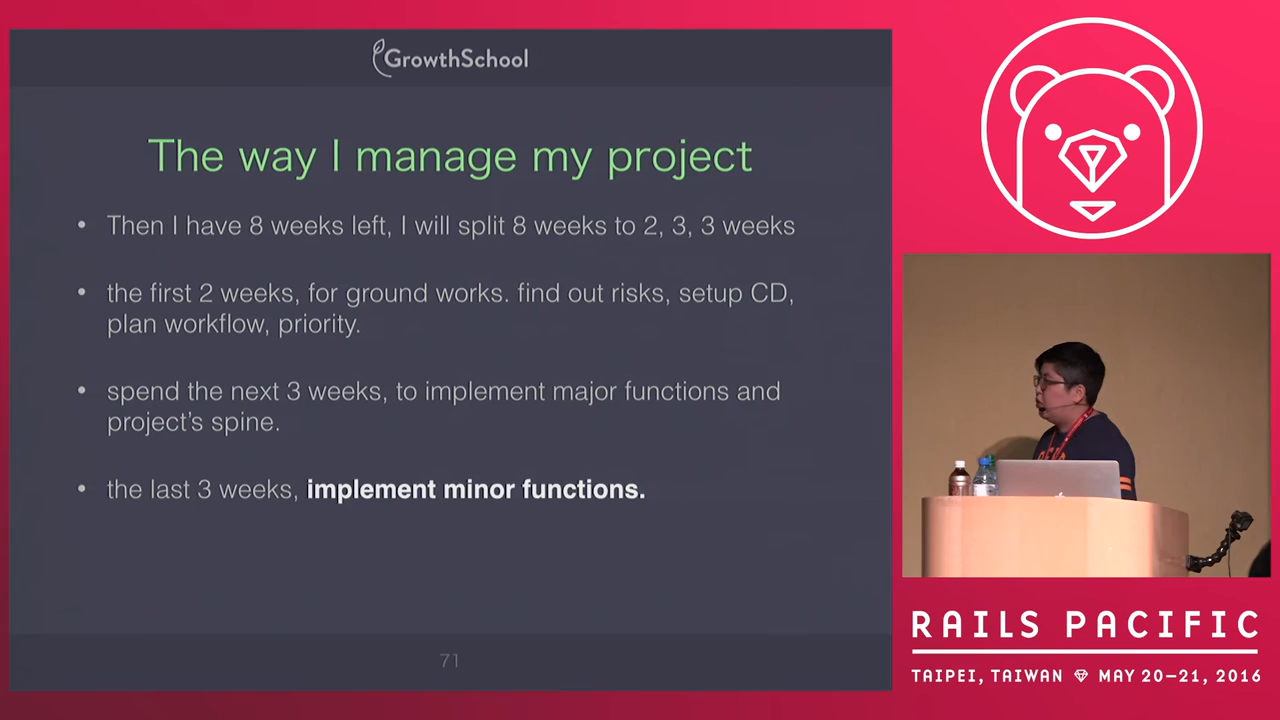 GrowthSchool
The way I manage my project
• Then I have 8 weeks left, I will split 8 weeks to 2, 3, 3 weeks
• the first 2 weeks, for ground works. find out risks, setup CD,
plan workflow, priority.
• spend the next 3 weeks, to implement major functions and
project’s spine.
• the last 3 weeks, implement minor functions.
71
RAILS PACIFIC
TAIPEI, TAIWAN MAY 20–21, 2016